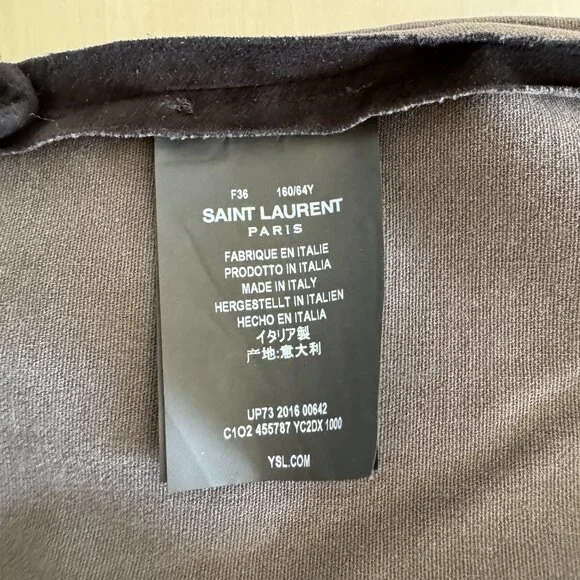 F36 160/64Y
SAINT LAURENT
PARIS
FABRIQUE EN ITALIE
PRODOTTO IN ITALIA
MADE IN ITALY
HERGESTELLT IN ITALIEN
HECHO EN ITALIA
イタリア製
产地:意大利
UP73 2016 00642
C1O2 455787 YC2DX 1000
YSL.COM